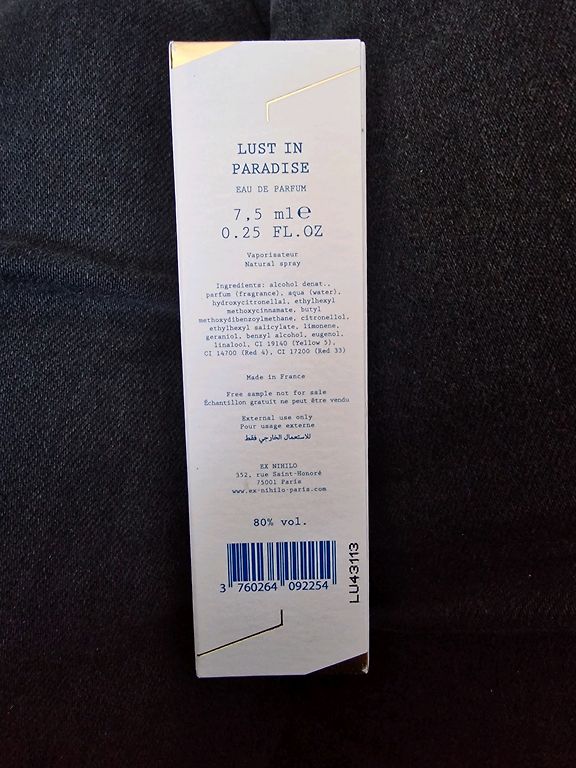 LUST IN
PARADISE
EAU DE PARFUM
7,5 ml℮
0.25 FL.OZ
Vaporisateur
Natural spray
Ingredients: alcohol denat..
parfum (fragrance), aqua (water),
hydroxycitronellal, ethylhexyl
methoxycinnamate, butyl
methoxydibenzoylmethane, citronellol,
ethylhexyl salicylate, limonene,
geraniol, benzyl alcohol, eugenol,
linalool, CI 19140 (Yellow 5),
CI 14700 (Red 4), CI 17200 (Red 33)
Made in France
Free sample not for sale
Échantillon gratuit ne peut être vendu
External use only
Pour usage externe
للاستعمال الخارجي فقط
EX NIHILO
352, rue Saint-Honoré
75001 Paris
www.ex-nihilo-paris.com
80% vol.
3 760264 092254
LU43113